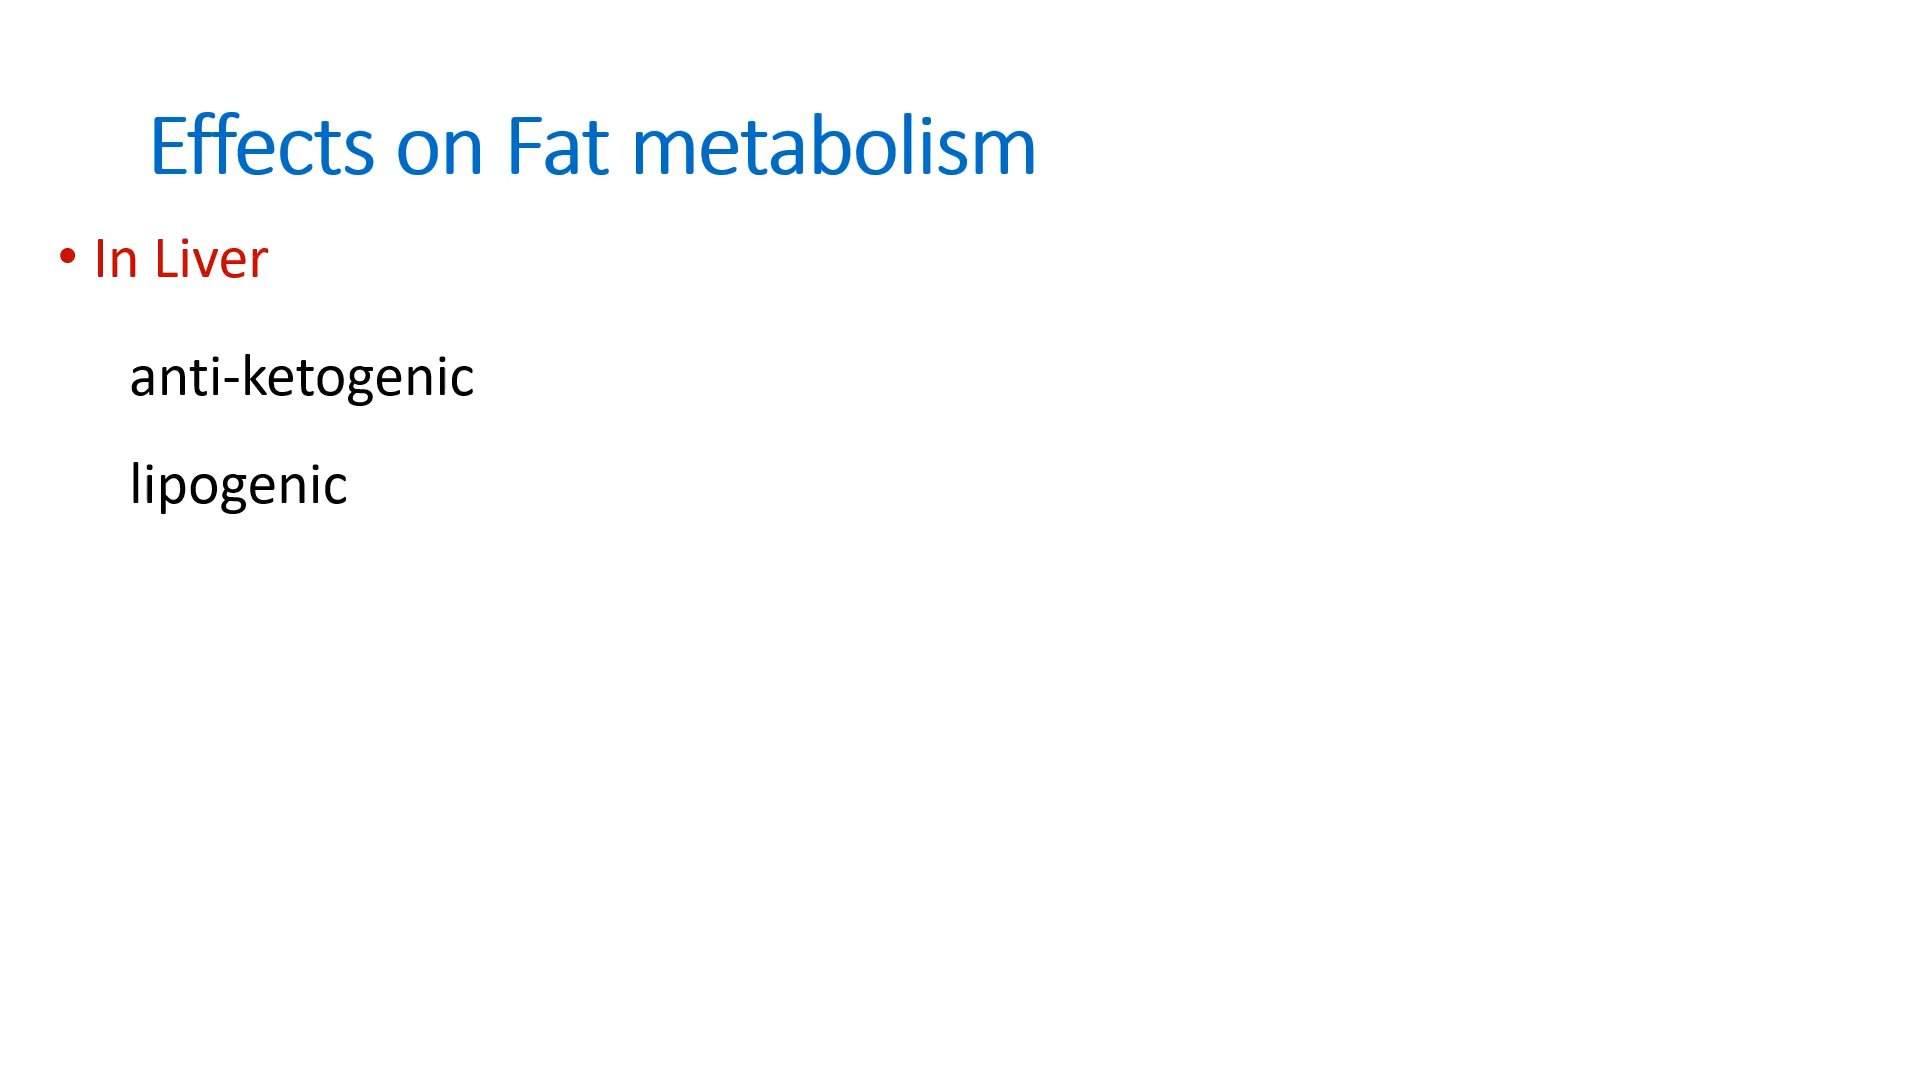 Effects on Fat metabolism
• In Liver
anti-ketogenic
lipogenic